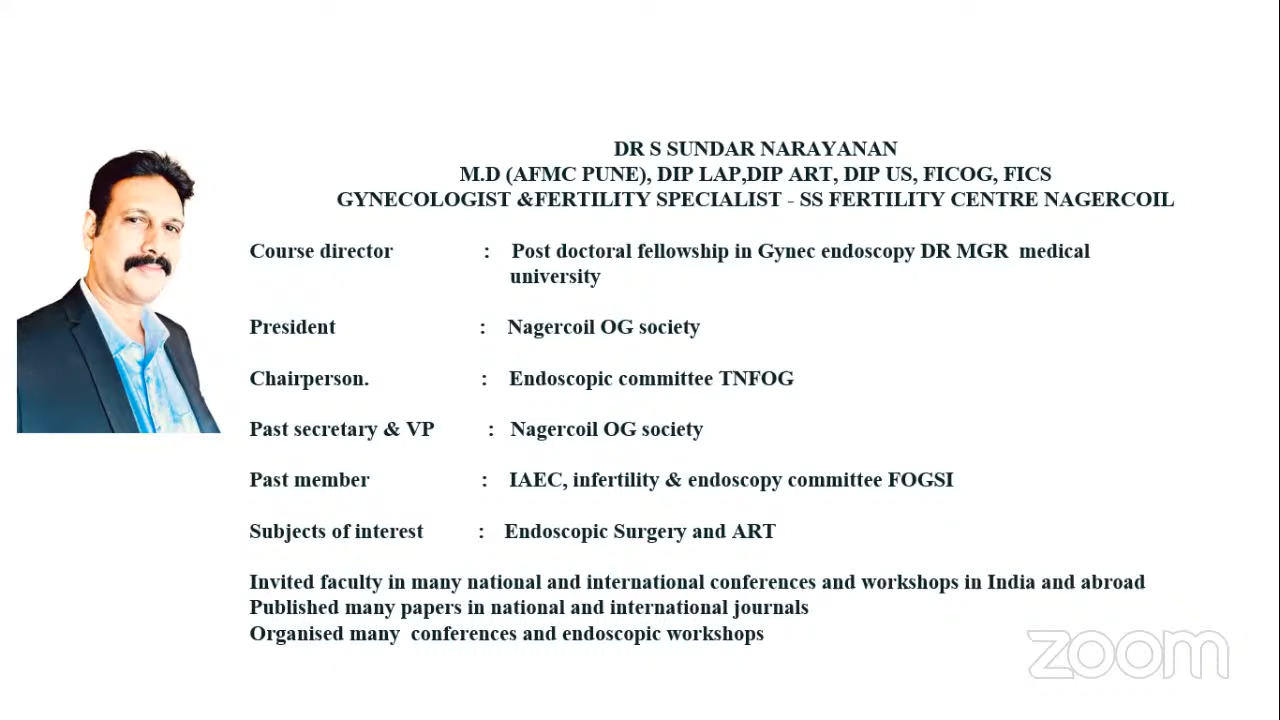 DR S SUNDAR NARAYANAN
M.D (AFMC PUNE), DIP LAP,DIP ART, DIP US, FICOG, FICS
GYNECOLOGIST &FERTILITY SPECIALIST - SS FERTILITY CENTRE NAGERCOIL
Course director : Post doctoral fellowship in Gynec endoscopy DR MGR medical
university
President : Nagercoil OG society
Chairperson. : Endoscopic committee TNFOG
Past secretary & VP : Nagercoil OG society
Past member : IAEC, infertility & endoscopy committee FOGSI
Subjects of interest : Endoscopic Surgery and ART
Invited faculty in many national and international conferences and workshops in India and abroad
Published many papers in national and international journals
Organised many conferences and endoscopic workshops
zoom